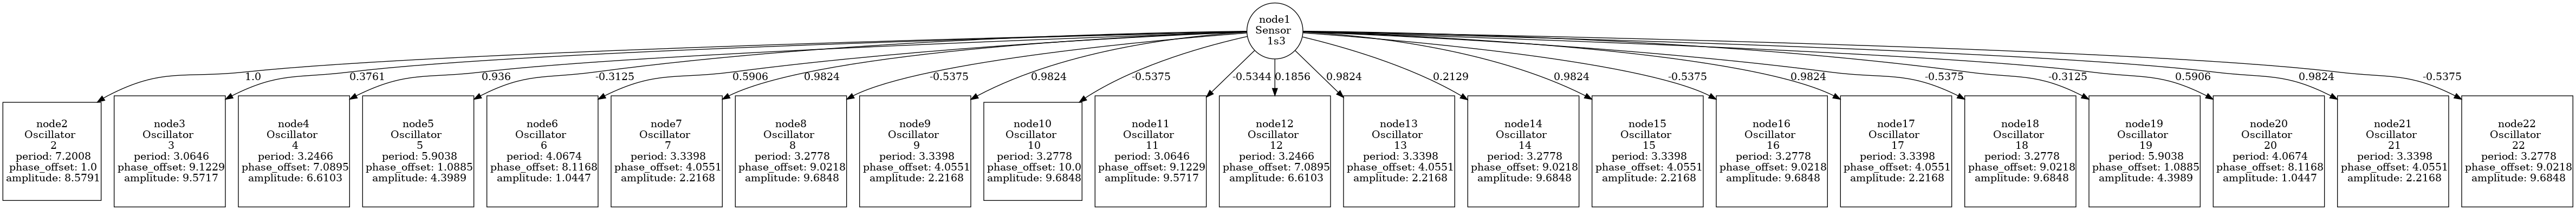 node1
Sensor
1s3
1.0
0.3761
0.936
-0.3125
0.5906
0.9824
-0.5375
0.9824
-0.5375
-0.5344
0.1856
0.9824
0.2129
0.9824
-0.5375
0.9824
-0.5375
-0.3125
0.5906
0.9824
-0.5375
node2
Oscillator
2
period: 7.2008
phase_offset: 1.0
amplitude: 8.5791
node3
Oscillator
3
period: 3.0646
phase_offset: 9.1229
amplitude: 9.5717
node4
Oscillator
4
period: 3.2466
phase_offset: 7.0895
amplitude: 6.6103
node5
Oscillator
5
period: 5.9038
phase_offset: 1.0885
amplitude: 4.3989
node6
Oscillator
6
period: 4.0674
phase_offset: 8.1168
amplitude: 1.0447
node7
Oscillator
7
period: 3.3398
phase_offset: 4.0551
amplitude: 2.2168
node8
Oscillator
8
period: 3.2778
phase_offset: 9.0218
amplitude: 9.6848
node9
Oscillator
9
period: 3.3398
phase_offset: 4.0551
amplitude: 2.2168
node10
Oscillator
10
period: 3.2778
phase_offset: 10.0
amplitude: 9.6848
node11
Oscillator
11
period: 3.0646
phase_offset: 9.1229
amplitude: 9.5717
node12
Oscillator
12
period: 3.2466
phase_offset: 7.0895
amplitude: 6.6103
node13
Oscillator
13
period: 3.3398
phase_offset: 4.0551
amplitude: 2.2168
node14
Oscillator
14
period: 3.2778
phase_offset: 9.0218
amplitude: 9.6848
node15
Oscillator
15
period: 3.3398
phase_offset: 4.0551
amplitude: 2.2168
node16
Oscillator
16
period: 3.2778
phase_offset: 9.0218
amplitude: 9.6848
node17
Oscillator
17
period: 3.3398
phase_offset: 4.0551
amplitude: 2.2168
node18
Oscillator
18
period: 3.2778
phase_offset: 9.0218
amplitude: 9.6848
node19
Oscillator
19
period: 5.9038
phase_offset: 1.0885
amplitude: 4.3989
node20
Oscillator
20
period: 4.0674
phase_offset: 8.1168
amplitude: 1.0447
node21
Oscillator
21
period: 3.3398
phase_offset: 4.0551
amplitude: 2.2168
node22
Oscillator
22
period: 3.2778
phase_offset: 9.0218
amplitude: 9.6848